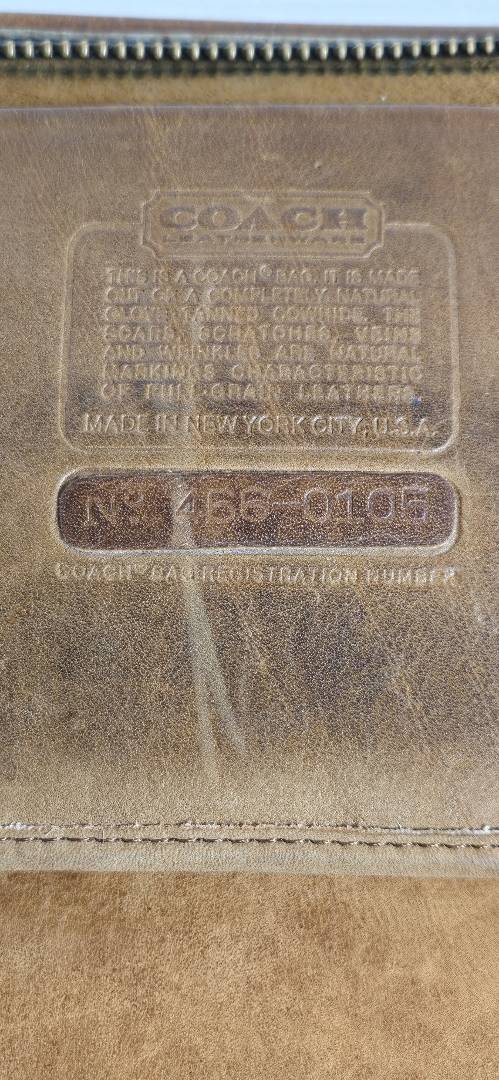 COACH
LEATHERWARE
THIS IS A COACH® BAG. IT IS MADE
OUT OF A COMPLETELY NATURAL
GLOVE TANNED COWHIDE. THE
SCARS, SCRATCHES, VEINS
AND WRINKLES ARE NATURAL
MARKINGS CHARACTERISTIC
OF FULL-GRAIN LEATHERS.
MADE IN NEW YORK CITY, U.S.A.
Nº 466-0105
COACH® BAG REGISTRATION NUMBER